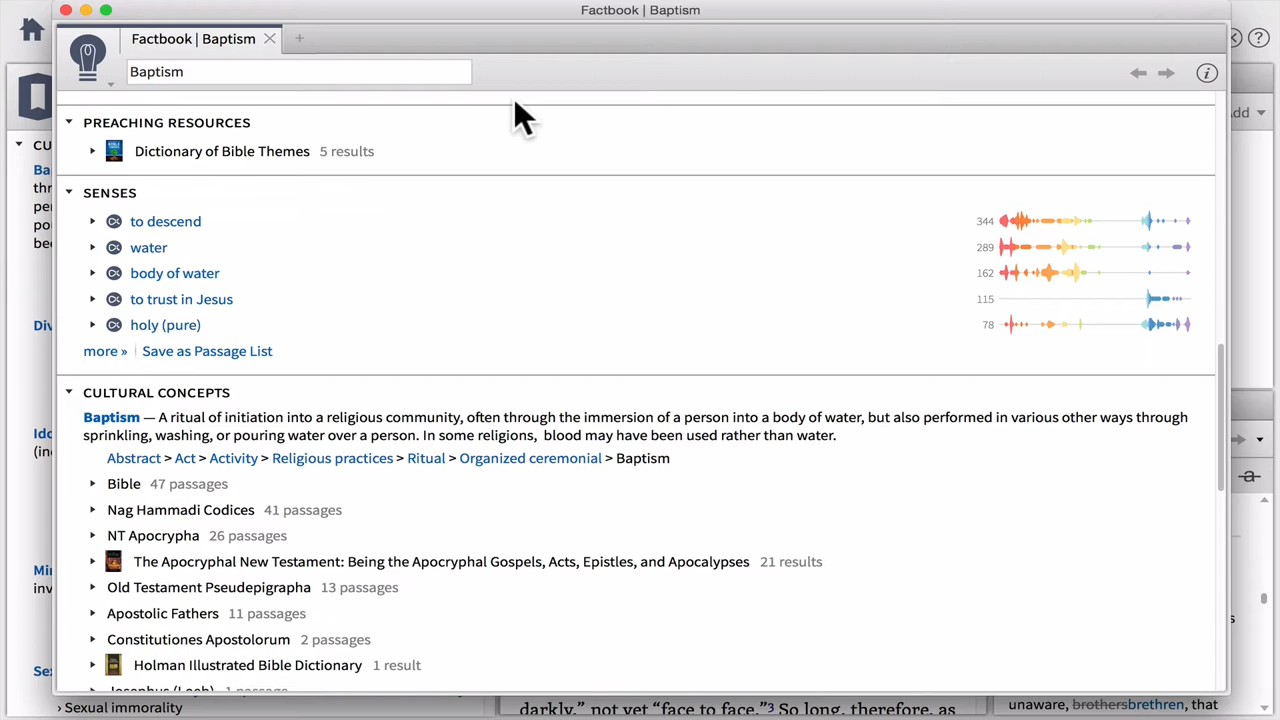 Factbook | Baptism
Factbook | Baptism
Baptism
PREACHING RESOURCES
Dictionary of Bible Themes 5 results
SENSES
to descend 344
water 289
body of water 162
to trust in Jesus 115
holy (pure) 78
more » Save as Passage List
CULTURAL CONCEPTS
Baptism — A ritual of initiation into a religious community, often through the immersion of a person into a body of water, but also performed in various other ways through
sprinkling, washing, or pouring water over a person. In some religions, blood may have been used rather than water.
Abstract > Act > Activity > Religious practices > Ritual > Organized ceremonial > Baptism
Bible 47 passages
Nag Hammadi Codices 41 passages
NT Apocrypha 26 passages
The Apocryphal New Testament: Being the Apocryphal Gospels, Acts, Epistles, and Apocalypses 21 results
Old Testament Pseudepigrapha 13 passages
Apostolic Fathers 11 passages
Constitutiones Apostolorum 2 passages
Holman Illustrated Bible Dictionary 1 result
Josephus (Loeb) 1 passage
› Sexual immorality
darkly,” not yet “face to face.”3 So long, therefore, as
unaware, brothersbrethren, that